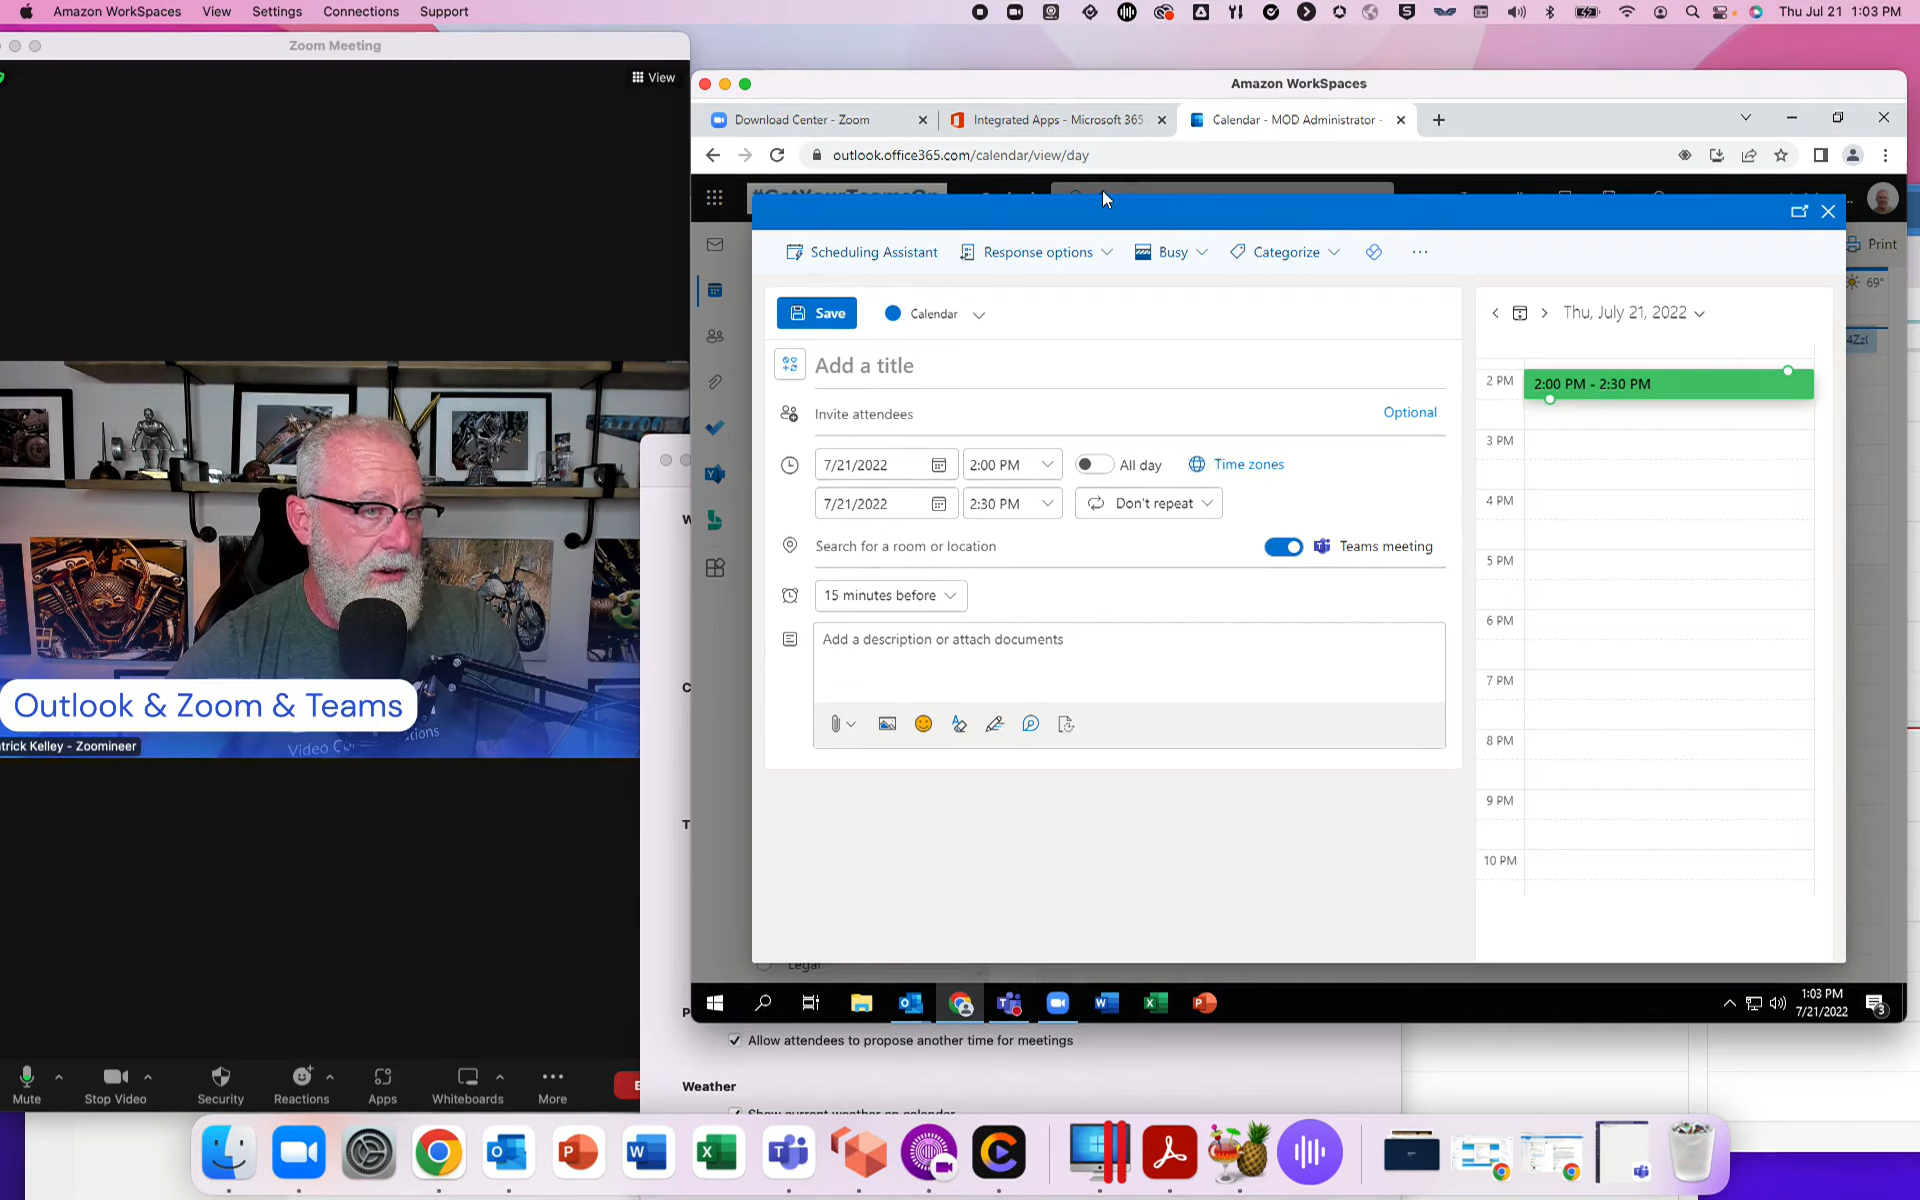 Amazon WorkSpaces View Settings Connections Support
Thu Jul 21 1:03 PM
Zoom Meeting
View
Amazon WorkSpaces
Download Center - Zoom
Integrated Apps - Microsoft 365
Calendar - MOD Administrator -
outlook.office365.com/calendar/view/day
Print
Scheduling Assistant
Response options
Busy
Categorize
69°
Save
Calendar
Thu, July 21, 2022
Add a title
2 PM
2:00 PM - 2:30 PM
Invite attendees
Optional
3 PM
7/21/2022
2:00 PM
All day
Time zones
7/21/2022
2:30 PM
Don't repeat
4 PM
Search for a room or location
Teams meeting
5 PM
15 minutes before
6 PM
Add a description or attach documents
7 PM
8 PM
9 PM
10 PM
Outlook & Zoom & Teams
trick Kelley - Zoomineer
Legal
1:03 PM
7/21/2022
3
Allow attendees to propose another time for meetings
Weather
Show current weather on calendar
Mute
Stop Video
Security
Reactions
Apps
Whiteboards
More